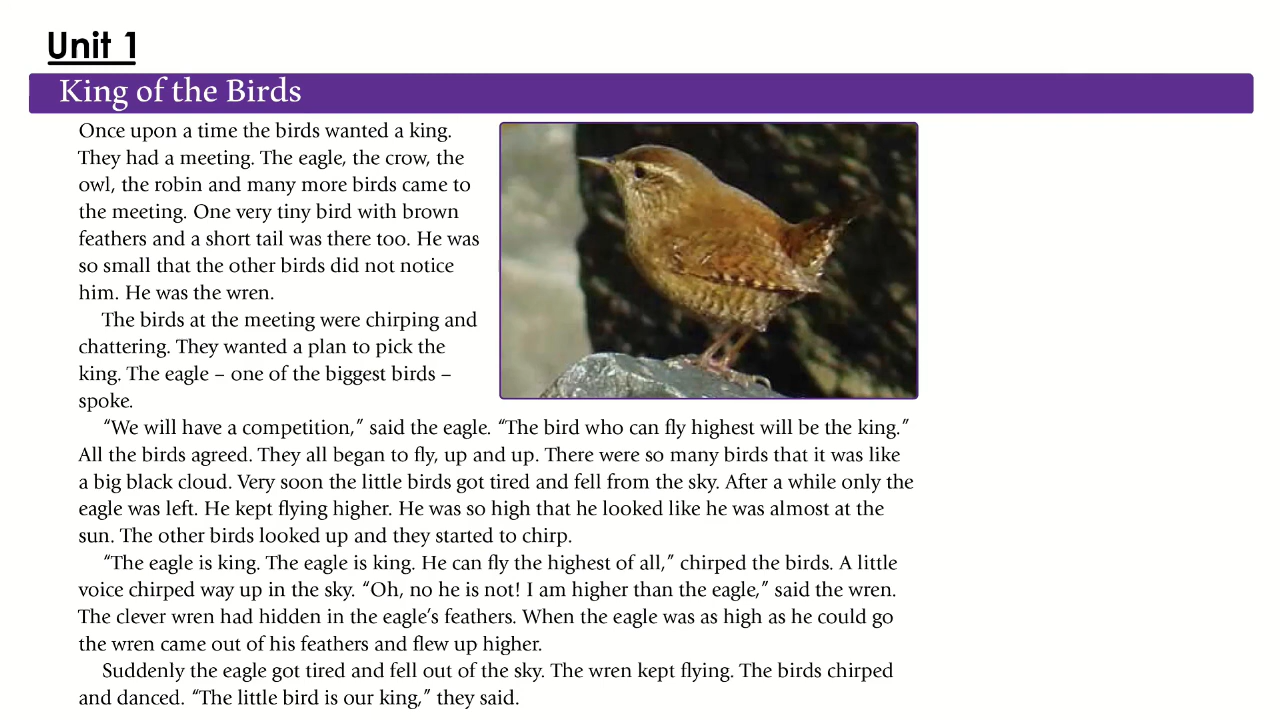 Unit 1
King of the Birds
Once upon a time the birds wanted a king.
They had a meeting. The eagle, the crow, the
owl, the robin and many more birds came to
the meeting. One very tiny bird with brown
feathers and a short tail was there too. He was
so small that the other birds did not notice
him. He was the wren.
The birds at the meeting were chirping and
chattering. They wanted a plan to pick the
king. The eagle – one of the biggest birds –
spoke.
“We will have a competition,” said the eagle. “The bird who can fly highest will be the king.”
All the birds agreed. They all began to fly, up and up. There were so many birds that it was like
a big black cloud. Very soon the little birds got tired and fell from the sky. After a while only the
eagle was left. He kept flying higher. He was so high that he looked like he was almost at the
sun. The other birds looked up and they started to chirp.
“The eagle is king. The eagle is king. He can fly the highest of all,” chirped the birds. A little
voice chirped way up in the sky. “Oh, no he is not! I am higher than the eagle,” said the wren.
The clever wren had hidden in the eagle’s feathers. When the eagle was as high as he could go
the wren came out of his feathers and flew up higher.
Suddenly the eagle got tired and fell out of the sky. The wren kept flying. The birds chirped
and danced. “The little bird is our king,” they said.